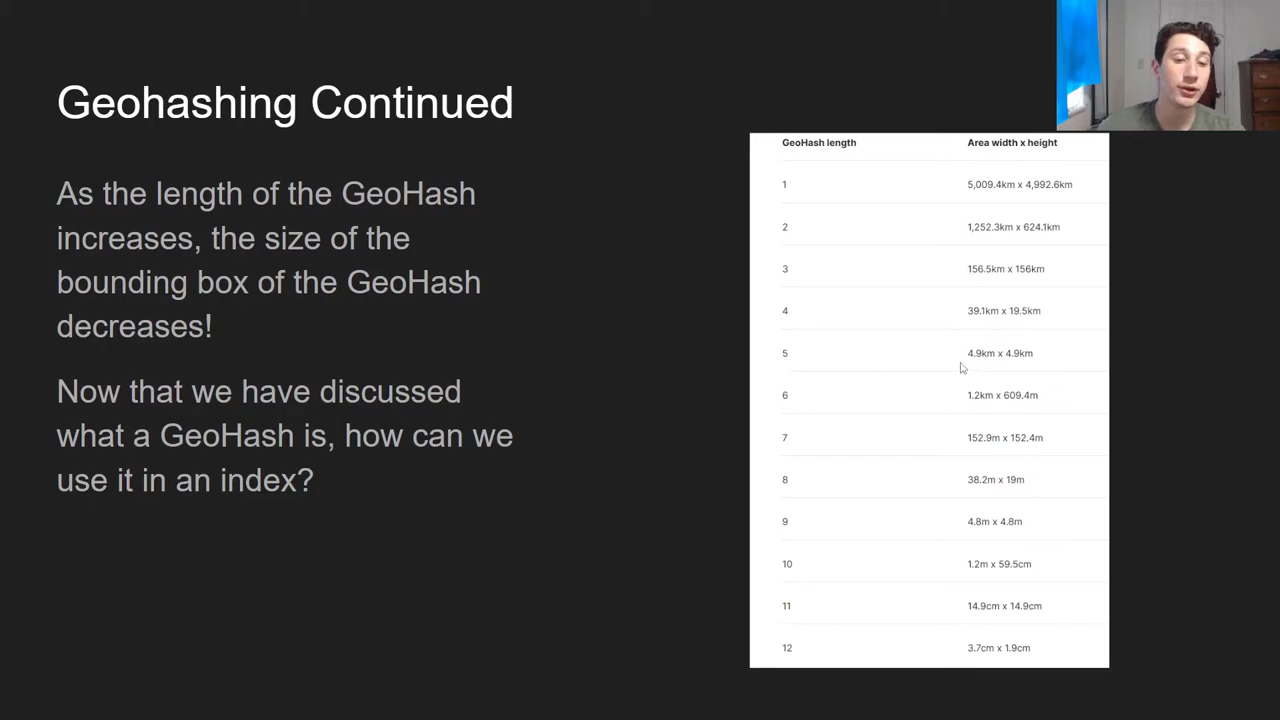 Geohashing Continued
As the length of the GeoHash
increases, the size of the
bounding box of the GeoHash
decreases!
Now that we have discussed
what a GeoHash is, how can we
use it in an index?
GeoHash length Area width x height
1 5,009.4km x 4,992.6km
2 1,252.3km x 624.1km
3 156.5km x 156km
4 39.1km x 19.5km
5 4.9km x 4.9km
6 1.2km x 609.4m
7 152.9m x 152.4m
8 38.2m x 19m
9 4.8m x 4.8m
10 1.2m x 59.5cm
11 14.9cm x 14.9cm
12 3.7cm x 1.9cm